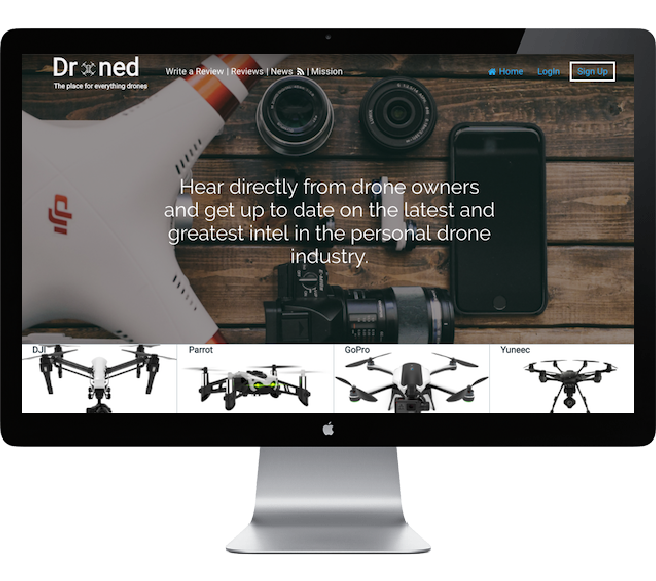 Droned
The place for everything drones
Write a Review | Reviews | News | Mission
Home Login Sign Up
dji
Hear directly from drone owners
and get up to date on the latest and
greatest intel in the personal drone
industry.
DJI
Parrot
GoPro
Yuneec